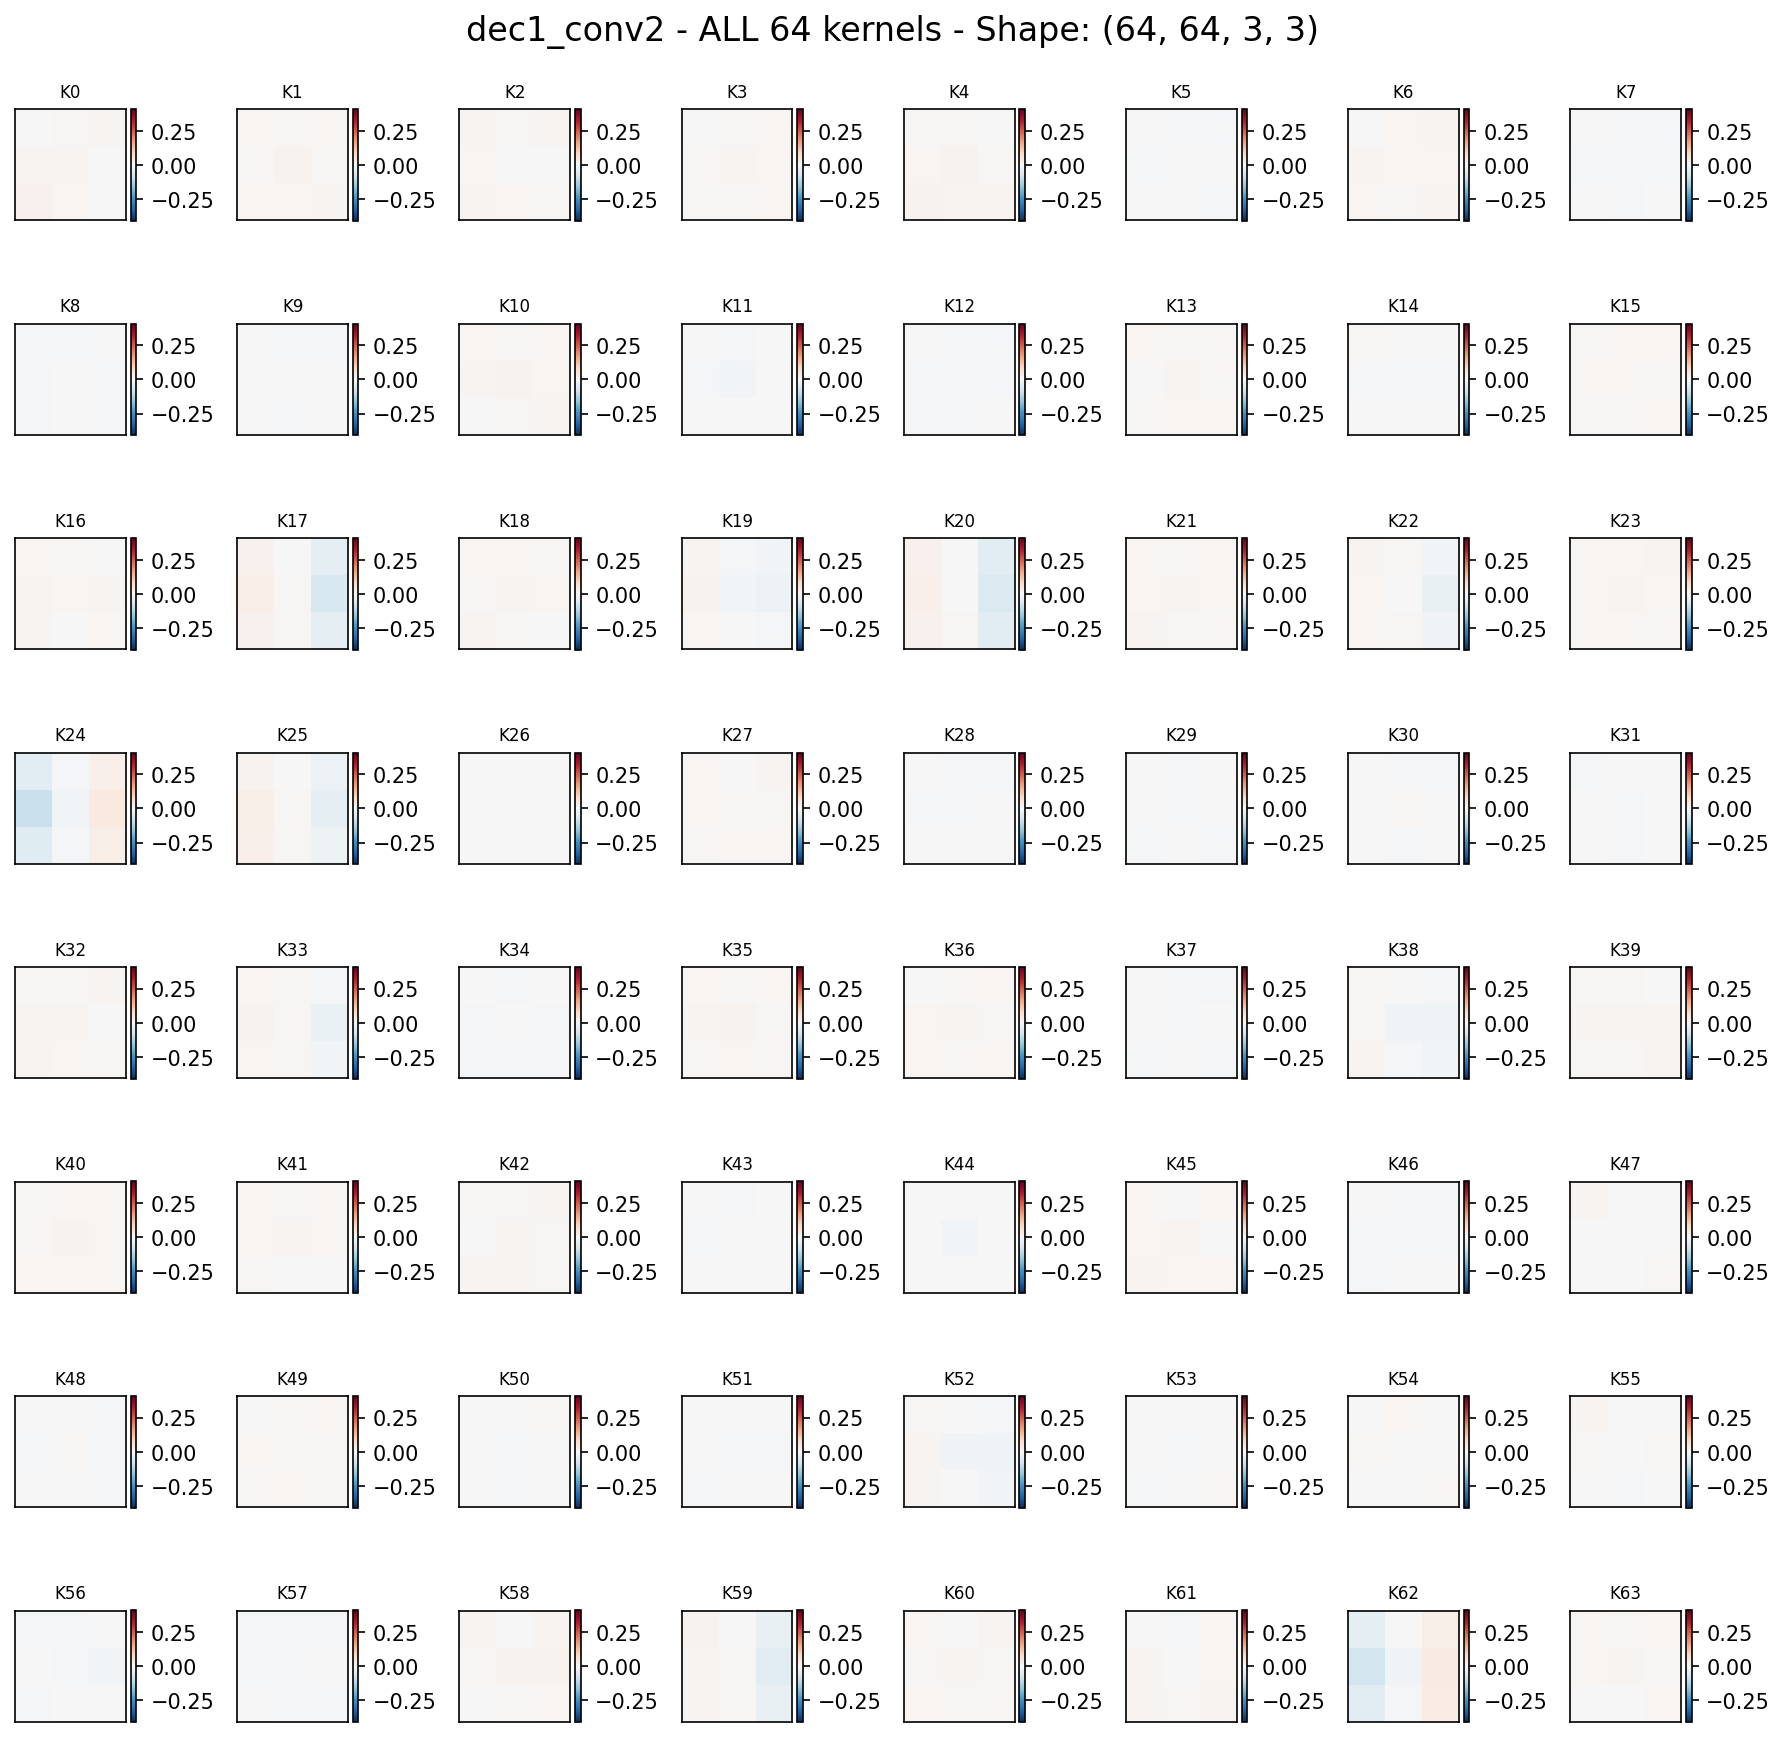 dec1_conv2 - ALL 64 kernels - Shape: (64, 64, 3, 3)
K0 K1 K2 K3 K4 K5 K6 K7
0.25 0.25 0.25 0.25 0.25 0.25 0.25 0.25
0.00 0.00 0.00 0.00 0.00 0.00 0.00 0.00
−0.25 −0.25 −0.25 −0.25 −0.25 −0.25 −0.25 −0.25
K8 K9 K10 K11 K12 K13 K14 K15
0.25 0.25 0.25 0.25 0.25 0.25 0.25 0.25
0.00 0.00 0.00 0.00 0.00 0.00 0.00 0.00
−0.25 −0.25 −0.25 −0.25 −0.25 −0.25 −0.25 −0.25
K16 K17 K18 K19 K20 K21 K22 K23
0.25 0.25 0.25 0.25 0.25 0.25 0.25 0.25
0.00 0.00 0.00 0.00 0.00 0.00 0.00 0.00
−0.25 −0.25 −0.25 −0.25 −0.25 −0.25 −0.25 −0.25
K24 K25 K26 K27 K28 K29 K30 K31
0.25 0.25 0.25 0.25 0.25 0.25 0.25 0.25
0.00 0.00 0.00 0.00 0.00 0.00 0.00 0.00
−0.25 −0.25 −0.25 −0.25 −0.25 −0.25 −0.25 −0.25
K32 K33 K34 K35 K36 K37 K38 K39
0.25 0.25 0.25 0.25 0.25 0.25 0.25 0.25
0.00 0.00 0.00 0.00 0.00 0.00 0.00 0.00
−0.25 −0.25 −0.25 −0.25 −0.25 −0.25 −0.25 −0.25
K40 K41 K42 K43 K44 K45 K46 K47
0.25 0.25 0.25 0.25 0.25 0.25 0.25 0.25
0.00 0.00 0.00 0.00 0.00 0.00 0.00 0.00
−0.25 −0.25 −0.25 −0.25 −0.25 −0.25 −0.25 −0.25
K48 K49 K50 K51 K52 K53 K54 K55
0.25 0.25 0.25 0.25 0.25 0.25 0.25 0.25
0.00 0.00 0.00 0.00 0.00 0.00 0.00 0.00
−0.25 −0.25 −0.25 −0.25 −0.25 −0.25 −0.25 −0.25
K56 K57 K58 K59 K60 K61 K62 K63
0.25 0.25 0.25 0.25 0.25 0.25 0.25 0.25
0.00 0.00 0.00 0.00 0.00 0.00 0.00 0.00
−0.25 −0.25 −0.25 −0.25 −0.25 −0.25 −0.25 −0.25